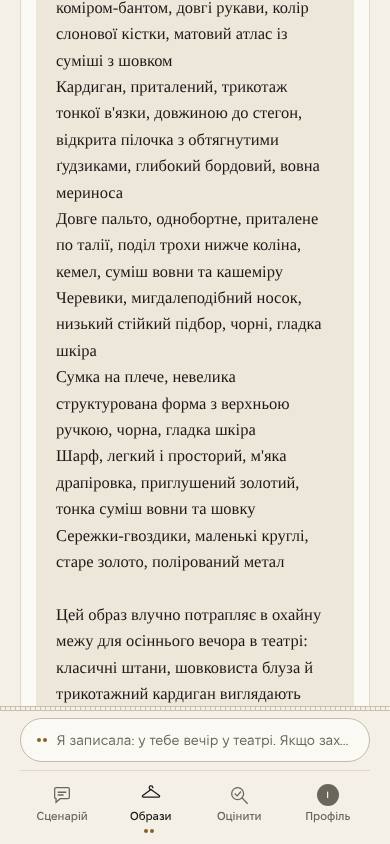 коміром-бантом, довгі рукави, колір
слонової кістки, матовий атлас із
суміші з шовком
Кардиган, приталений, трикотаж
тонкої в'язки, довжиною до стегон,
відкрита пілочка з обтягнутими
ґудзиками, глибокий бордовий, вовна
мериноса
Довге пальто, однобортне, приталене
по талії, поділ трохи нижче коліна,
кемел, суміш вовни та кашеміру
Черевики, мигдалеподібний носок,
низький стійкий підбор, чорні, гладка
шкіра
Сумка на плече, невелика
структурована форма з верхньою
ручкою, чорна, гладка шкіра
Шарф, легкий і просторий, м'яка
драпіровка, приглушений золотий,
тонка суміш вовни та шовку
Сережки-гвоздики, маленькі круглі,
старе золото, полірований метал
Цей образ влучно потрапляє в охайну
межу для осіннього вечора в театрі:
класичні штани, шовковиста блуза й
трикотажний кардиган виглядають
Я записала: у тебе вечір у театрі. Якщо зах...
Сценарій
Образи
Оцінити
І
Профіль